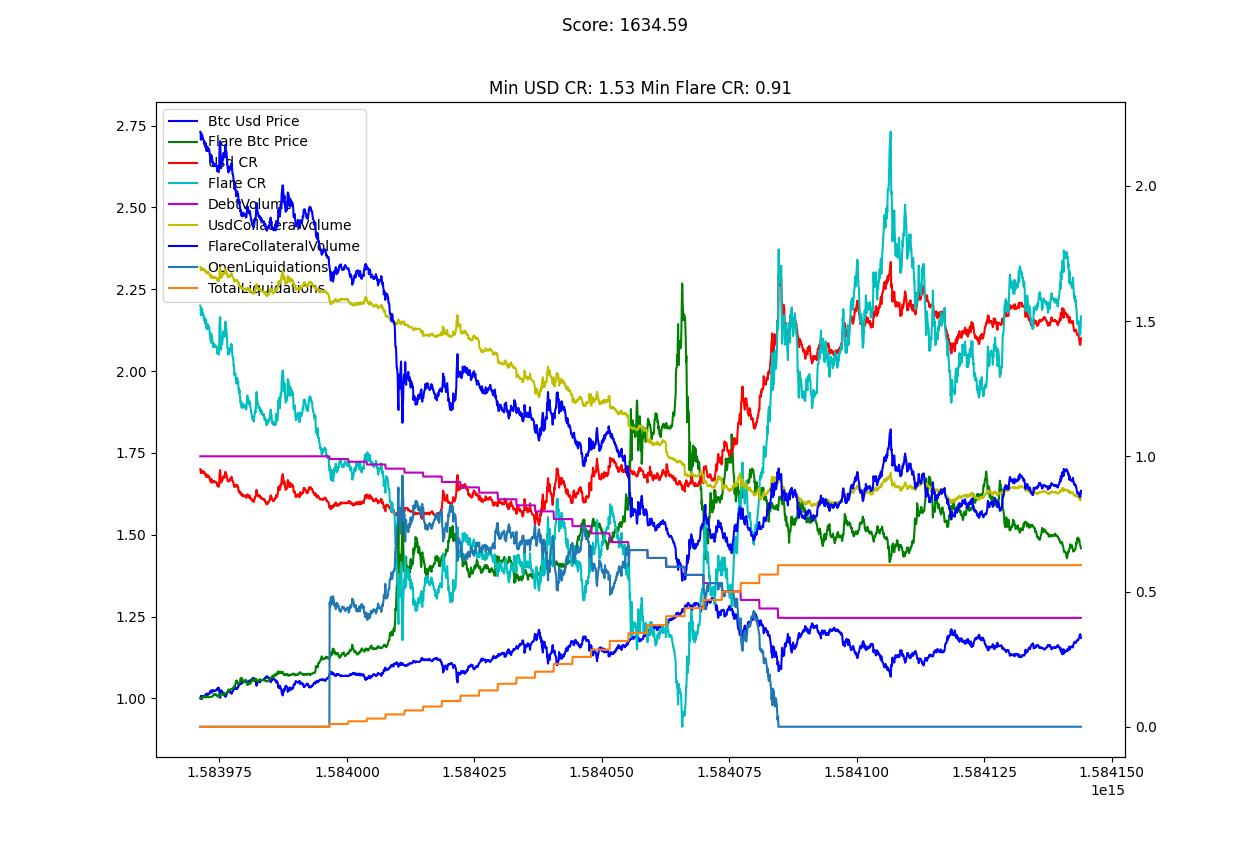 Score: 1634.59
Min USD CR: 1.53 Min Flare CR: 0.91
Btc Usd Price
Flare Btc Price
Usd CR
Flare CR
DebtVolume
UsdCollateralVolume
FlareCollateralVolume
OpenLiquidations
TotalLiquidations
2.75
2.50
2.25
2.00
1.75
1.50
1.25
1.00
2.0
1.5
1.0
0.5
0.0
1.583975
1.584000
1.584025
1.584050
1.584075
1.584100
1.584125
1.584150
1e15